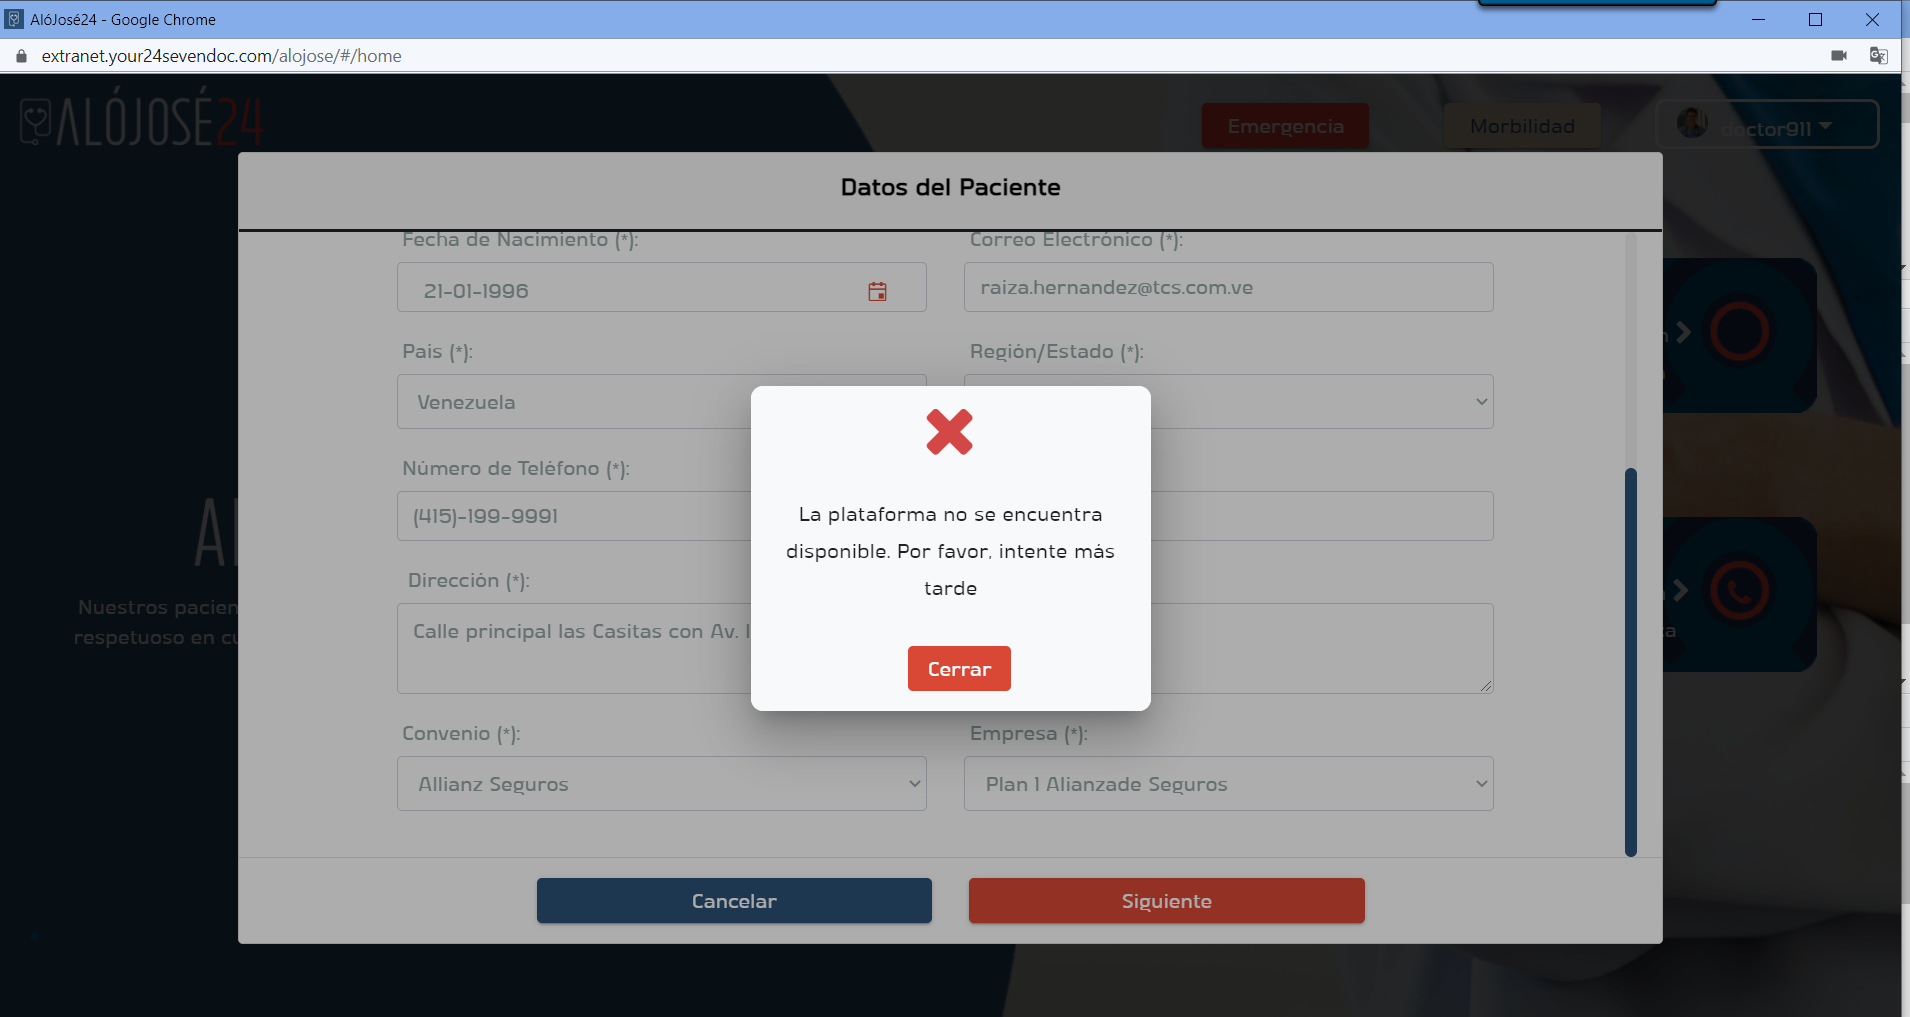 AlóJosé24 - Google Chrome
extranet.your24sevendoc.com/alojose/#/home
ALÓJOSÉ24
Emergencia
Morbilidad
doctor911
Datos del Paciente
Fecha de Nacimiento (*):
Correo Electrónico (*):
21-01-1996
raiza.hernandez@tcs.com.ve
Pais (*):
Región/Estado (*):
Venezuela
Número de Teléfono (*):
(415)-199-9991
La plataforma no se encuentra
disponible. Por favor, intente más
tarde
Cerrar
Dirección (*):
Calle principal las Casitas con Av.
Nuestros pacien
respetuoso en cu
Convenio (*):
Empresa (*):
Allianz Seguros
Plan 1 Alianzade Seguros
Cancelar
Siguiente